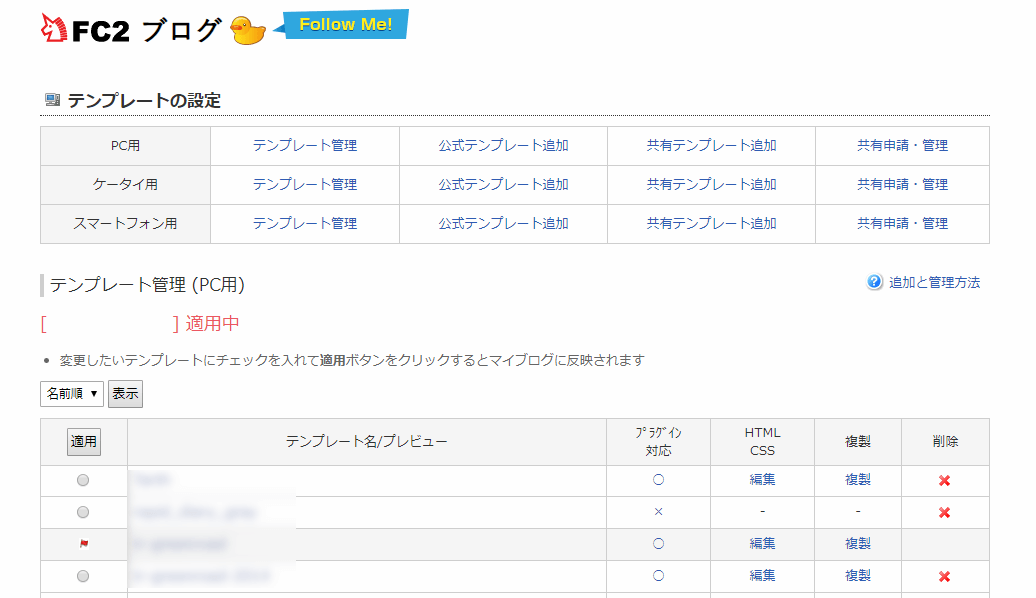 FC2 ブログ Follow Me!
テンプレートの設定
PC用 テンプレート管理 公式テンプレート追加 共有テンプレート追加 共有申請・管理
ケータイ用 テンプレート管理 公式テンプレート追加 共有テンプレート追加 共有申請・管理
スマートフォン用 テンプレート管理 公式テンプレート追加 共有テンプレート追加 共有申請・管理
テンプレート管理 (PC用) ? 追加と管理方法
[ ] 適用中
• 変更したいテンプレートにチェックを入れて適用ボタンをクリックするとマイブログに反映されます
名前順 ▼ 表示
適用 テンプレート名/プレビュー ﾌﾟﾗｸﾞｲﾝ 対応 HTML CSS 複製 削除
○ 編集 複製
× - -
○ 編集 複製
○ 編集 複製